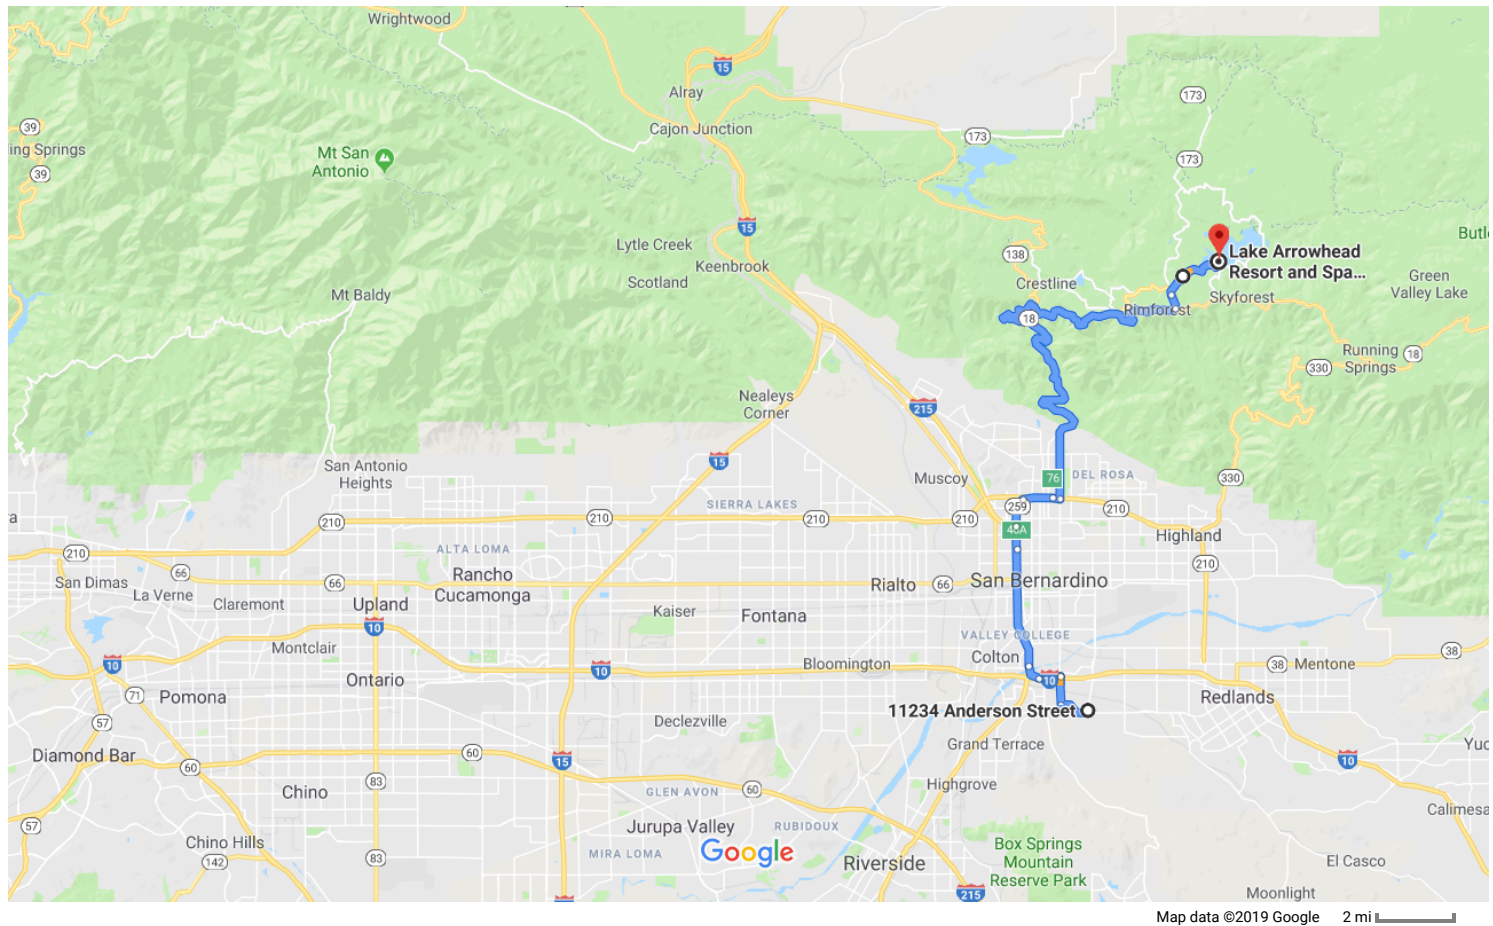 Wrightwood
15
Alray
173
Cajon Junction
39
173
ing Springs
Mt San
Antonio
173
39
15
Lytle Creek
Keenbrook
138
Lake Arrowhead
Resort and Spa...
Butl
Scotland
Crestline
Green
Valley Lake
Mt Baldy
Skyforest
Rimforest
18
Running
Springs
18
330
Nealeys
Corner
215
San Antonio
Heights
15
Muscoy
76
DEL ROSA
330
SIERRA LAKES
259
210
a
210
210
210
210
48A
Highland
210
ALTA LOMA
210
San Dimas
66
La Verne
66
Rancho
Cucamonga
Rialto
66
San Bernardino
Claremont
Upland
Kaiser
Fontana
10
VALLEY COLLEGE
Montclair
Colton
38
10
10
Bloomington
38
Mentone
Ontario
10
71
Pomona
Redlands
57
11234 Anderson Street
Declezville
Grand Terrace
Diamond Bar
60
15
10
Yuc
60
83
Highgrove
Chino
GLEN AVON
60
Calimesa
57
Jurupa Valley
RUBIDOUX
Chino Hills
142
83
MIRA LOMA
Google
Riverside
Box Springs
Mountain
Reserve Park
El Casco
215
Moonlight
Map data ©2019 Google
2 mi